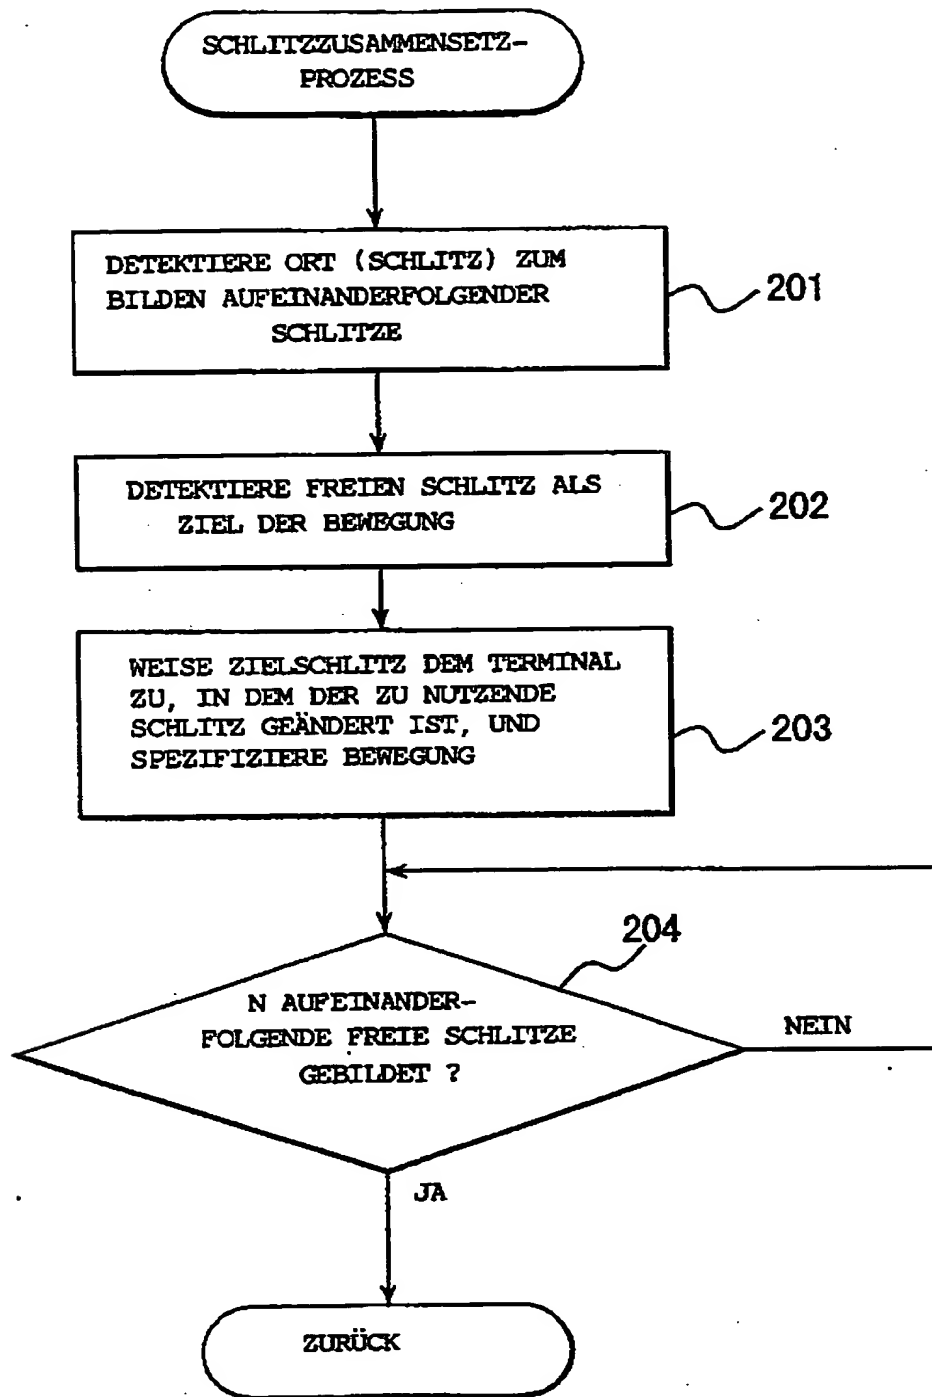 SCHLITZZUSAMMENSETZ-
PROZESS
DETEKTIERE ORT (SCHLITZ) ZUM
BILDEN AUFEINANDERFOLGENDER
SCHLITZE
201
DETEKTIERE FREIEN SCHLITZ ALS
ZIEL DER BEWEGUNG
202
WEISE ZIELSCHLITZ DEM TERMINAL
ZU, IN DEM DER ZU NUTZENDE
SCHLITZ GEÄNDERT IST, UND
SPEZIFIZIERE BEWEGUNG
203
204
N AUFEINANDER-
FOLGENDE FREIE SCHLITZE
GEBILDET ?
NEIN
JA
ZURÜCK